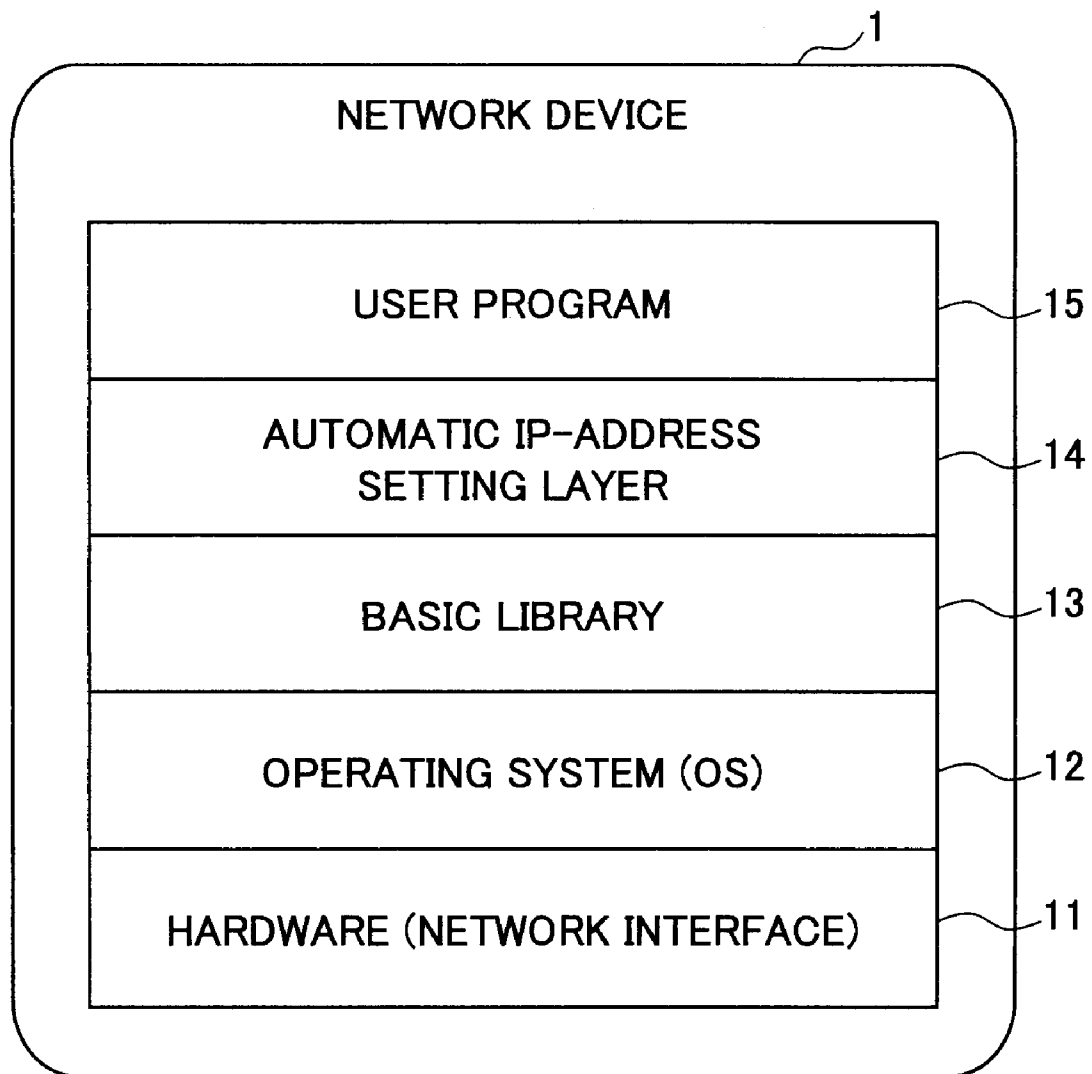 1
NETWORK DEVICE
USER PROGRAM
15
AUTOMATIC IP-ADDRESS
SETTING LAYER
14
BASIC LIBRARY
13
OPERATING SYSTEM (OS)
12
HARDWARE (NETWORK INTERFACE)
11